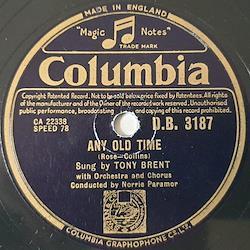 MADE IN ENGLAND
"Magic Notes"
TRADE MARK
Columbia
Copyright Patented Record. Not to be sold below price fixed by Patentees. All rights
of the manufacturer and of the Owner of the recorded work reserved. Unauthorised
public performance, broadcasting and copying of this record prohibited.
CA 22338
SPEED 78
D.B. 3187
ANY OLD TIME
(Rose–Collins)
Sung by TONY BRENT
with Orchestra and Chorus
Conducted by Norrie Paramor
COLUMBIA GRAPHOPHONE CO. LTD.